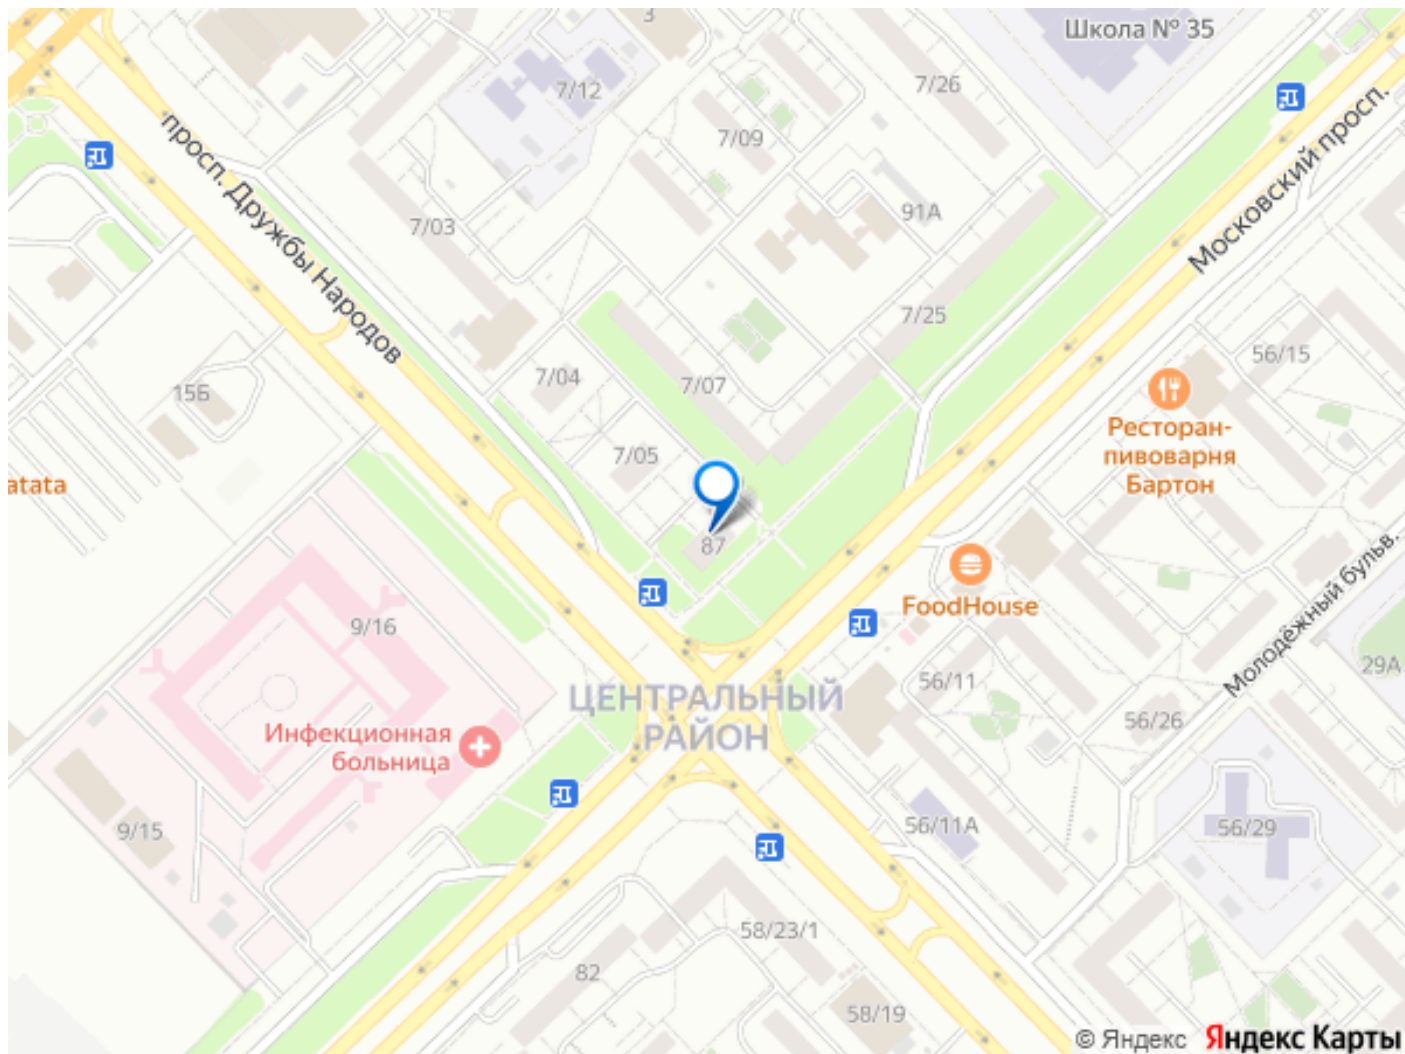 3
Школа № 35
7/12
7/26
7/09
просп. Дружбы Народов
Московский просп.
7/03
91А
7/25
56/15
7/04
7/07
15Б
Ресторан-
пивоварня
Бартон
7/05
atata
87
FoodHouse
Молодёжный бульв.
9/16
29А
56/11
ЦЕНТРАЛЬНЫЙ
РАЙОН
56/26
Инфекционная
больница
9/15
56/11А
56/29
58/23/1
82
58/19
© Яндекс Яндекс Карты